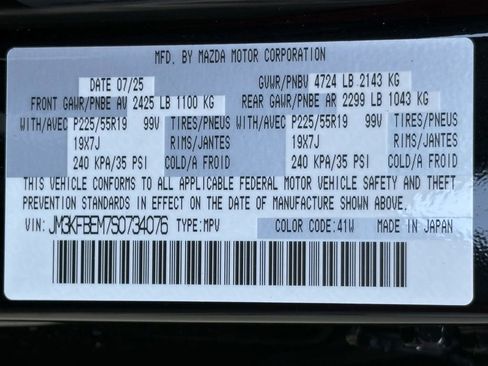 MFD. BY MAZDA MOTOR CORPORATION
DATE 07/25 GVWR/PNBV 4724 LB 2143 KG
FRONT GAWR/PNBE AV 2425 LB 1100 KG REAR GAWR/PNBE AR 2299 LB 1043 KG
WITH/AVEC P225/55R19 99V TIRES/PNEUS WITH/AVEC P225/55R19 99V TIRES/PNEUS
19X7J RIMS/JANTES 19X7J RIMS/JANTES
240 KPA/35 PSI COLD/A FROID 240 KPA/35 PSI COLD/A FROID
THIS VEHICLE CONFORMS TO ALL APPLICABLE FEDERAL MOTOR VEHICLE SAFETY AND THEFT
PREVENTION STANDARDS IN EFFECT ON THE DATE OF MANUFACTURE SHOWN ABOVE.
VIN: JM3KFBEM7S0734076 TYPE:MPV COLOR CODE:41W MADE IN JAPAN